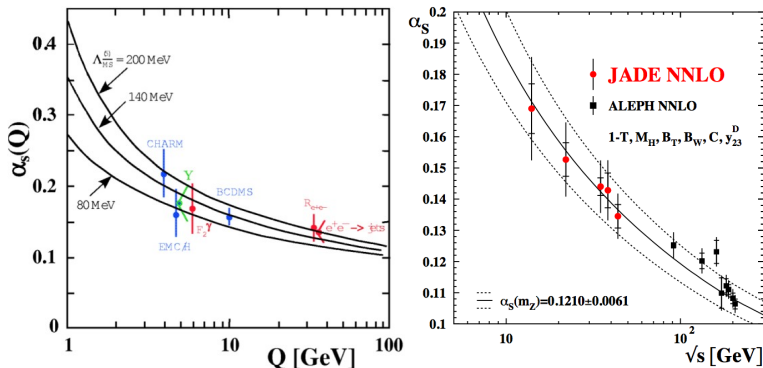 0.4
0.3
0.2
0.1
αs(Q)
Λ(5)/MS = 200 MeV
140 MeV
80 MeV
CHARM
Y
BCDMS
EMC
F2γ
Re+e-
e+e- → jets
1
10
100
Q [GeV]
αS
0.2
0.19
0.18
0.17
0.16
0.15
0.14
0.13
0.12
0.11
0.1
JADE NNLO
ALEPH NNLO
1-T, MH, BT, BW, C, yD23
αS(mZ)=0.1210±0.0061
10
10²
√s [GeV]